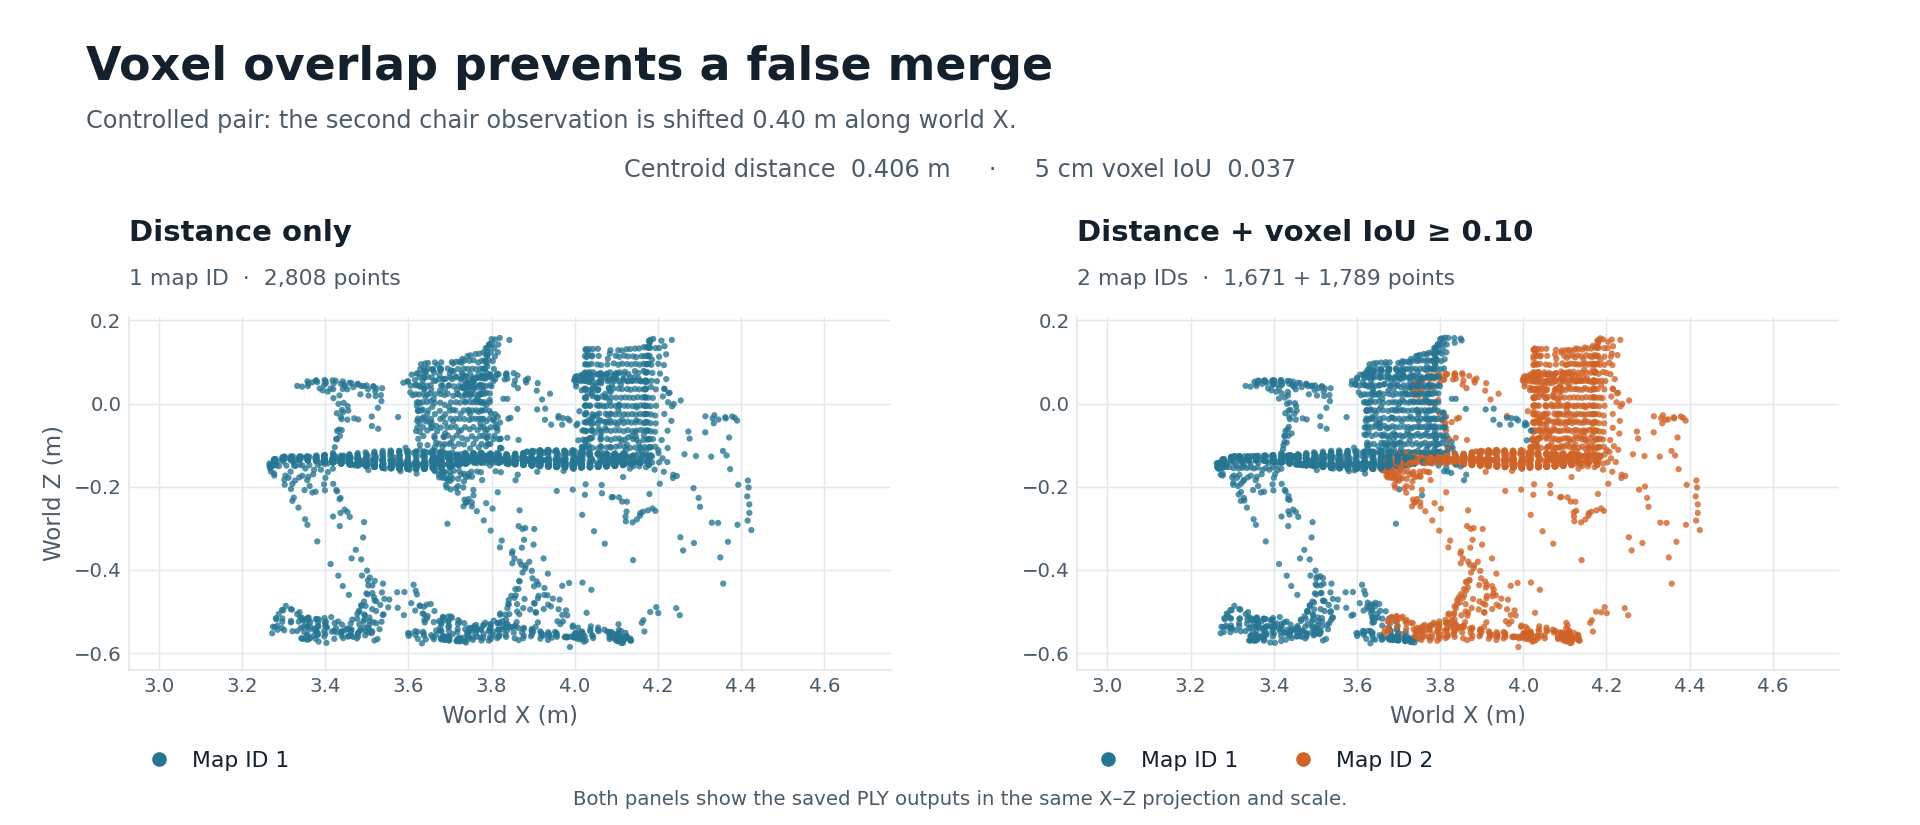 Voxel overlap prevents a false merge
Controlled pair: the second chair observation is shifted 0.40 m along world X.
Centroid distance 0.406 m · 5 cm voxel IoU 0.037
Distance only
1 map ID · 2,808 points
0.2
0.0
−0.2
−0.4
−0.6
World Z (m)
3.0 3.2 3.4 3.6 3.8 4.0 4.2 4.4 4.6
World X (m)
Map ID 1
Distance + voxel IoU ≥ 0.10
2 map IDs · 1,671 + 1,789 points
0.2
0.0
−0.2
−0.4
−0.6
3.0 3.2 3.4 3.6 3.8 4.0 4.2 4.4 4.6
World X (m)
Map ID 1 Map ID 2
Both panels show the saved PLY outputs in the same X–Z projection and scale.